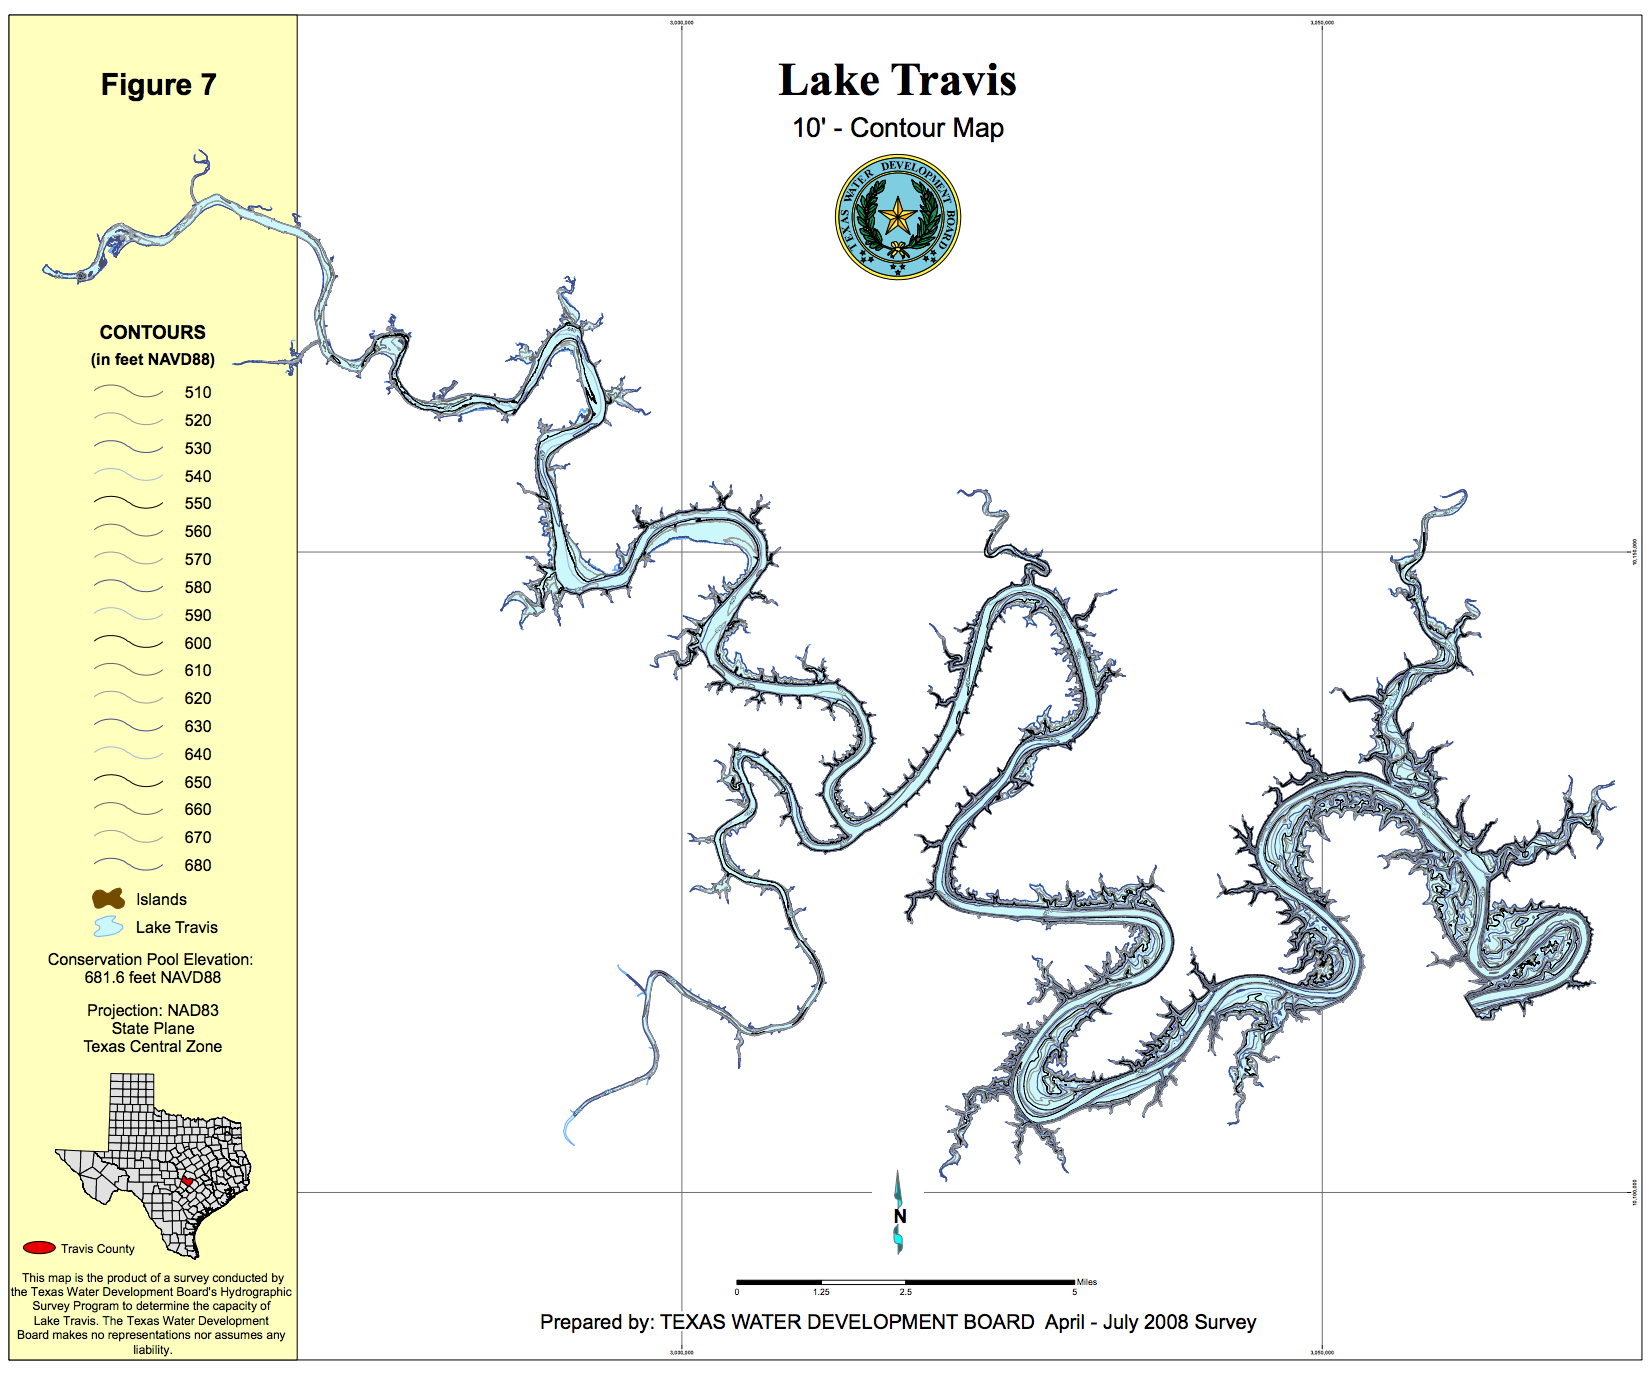 Figure 7
Lake Travis
10' - Contour Map
TEXAS WATER DEVELOPMENT BOARD
CONTOURS
(in feet NAVD88)
510
520
530
540
550
560
570
580
590
600
610
620
630
640
650
660
670
680
Islands
Lake Travis
Conservation Pool Elevation:
681.6 feet NAVD88
Projection: NAD83
State Plane
Texas Central Zone
Travis County
This map is the product of a survey conducted by
the Texas Water Development Board's Hydrographic
Survey Program to determine the capacity of
Lake Travis. The Texas Water Development
Board makes no representations nor assumes any
liability.
3,050,000
3,050,000
10,150,000
10,100,000
N
0 1.25 2.5 5 Miles
Prepared by: TEXAS WATER DEVELOPMENT BOARD April - July 2008 Survey